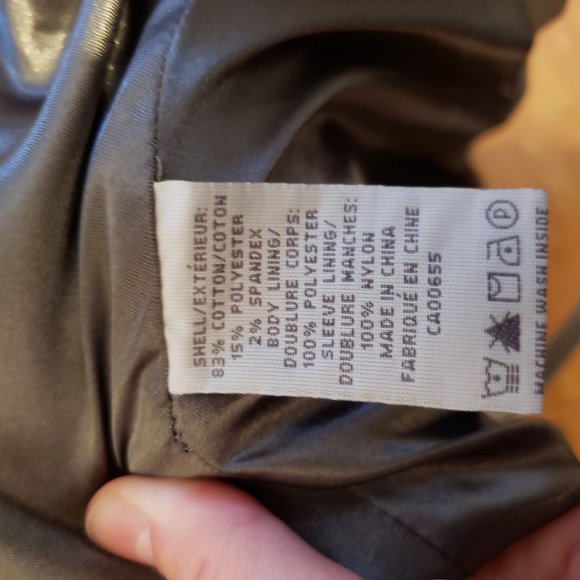 SHELL/EXTÉRIEUR:
83% COTTON/COTON
15% POLYESTER
2% SPANDEX
BODY LINING/
DOUBLURE CORPS:
100% POLYESTER
SLEEVE LINING/
DOUBLURE MANCHES:
100% NYLON
MADE IN CHINA
FABRIQUÉ EN CHINE
CA00655
P
MACHINE WASH INSIDE